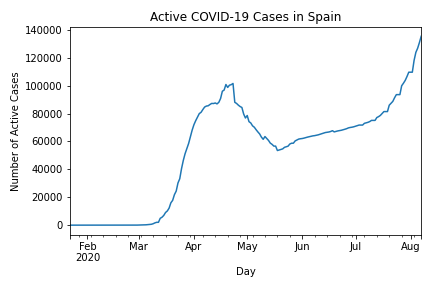 Active COVID-19 Cases in Spain
Number of Active Cases
140000
120000
100000
80000
60000
40000
20000
0
Feb
2020
Mar
Apr
May
Jun
Jul
Aug
Day